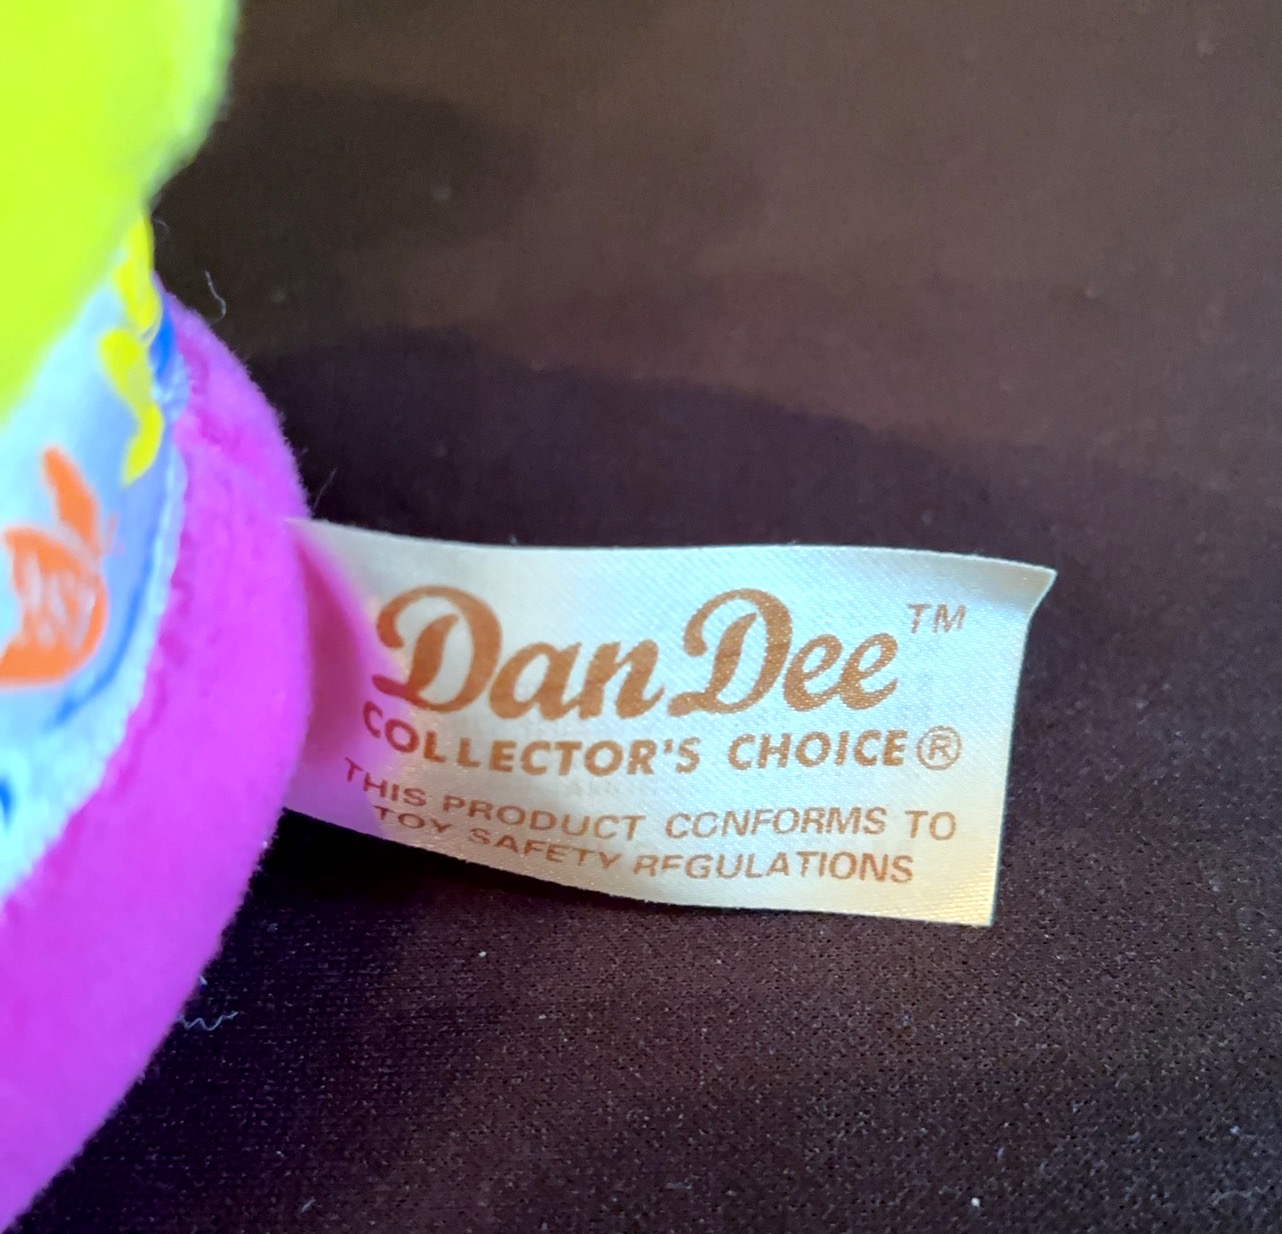 Dan Dee™
COLLECTOR'S CHOICE®
THIS PRODUCT CONFORMS TO
TOY SAFETY REGULATIONS